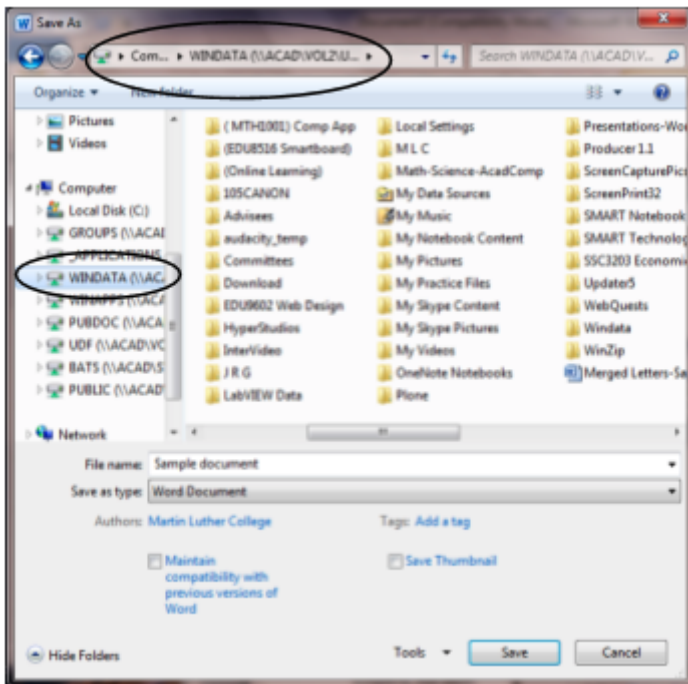 Save As
Com... WINDATA (\\ACAD\VOL2\U...
Search WINDATA (\\ACAD\V...
Organize
New folder
Pictures
Videos
Computer
Local Disk (C:)
GROUPS (\\ACAD
_APPLICATIONS
WINDATA (\\ACA
WINAPPS (\\ACA
PUBDOC (\\ACA
UDF (\\ACAD\VO
BATS (\\ACAD\S
PUBLIC (\\ACAD
Network
( MTH1001) Comp App
(EDU8516 Smartboard)
(Online Learning)
105CANON
Advisees
audacity_temp
Committees
Download
EDU9602 Web Design
HyperStudios
InterVideo
J R G
LabVIEW Data
Local Settings
M L C
Math-Science-AcadComp
My Data Sources
My Music
My Notebook Content
My Pictures
My Practice Files
My Skype Content
My Skype Pictures
My Videos
OneNote Notebooks
Plone
Presentations-Wo
Producer 1.1
ScreenCapturePics
ScreenPrint32
SMART Notebook
SMART Technolog
SSC3203 Economi
Updater5
WebQuests
Windata
WinZip
Merged Letters-Sa
File name: Sample document
Save as type: Word Document
Authors: Martin Luther College
Tags: Add a tag
Maintain
compatibility with
previous versions of
Word
Save Thumbnail
Hide Folders
Tools
Save
Cancel